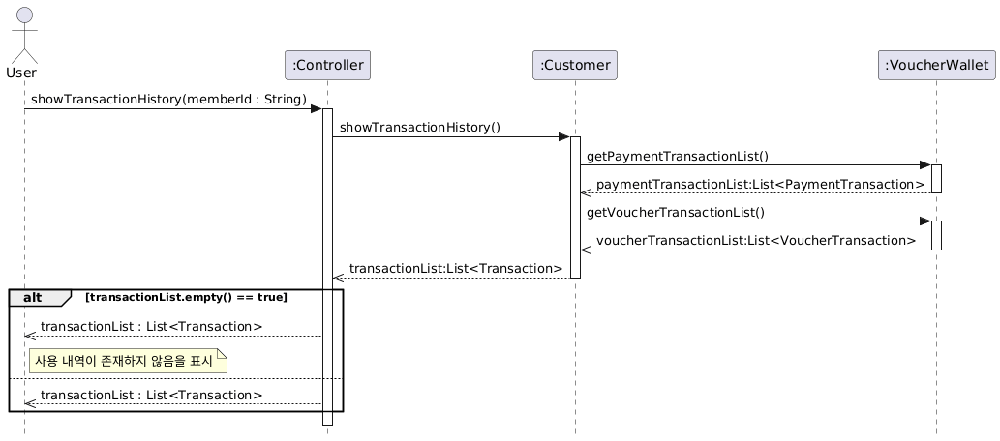 User
:Controller
:Customer
:VoucherWallet
showTransactionHistory(memberId : String)
showTransactionHistory()
getPaymentTransactionList()
paymentTransactionList:List<PaymentTransaction>
getVoucherTransactionList()
voucherTransactionList:List<VoucherTransaction>
transactionList:List<Transaction>
alt [transactionList.empty() == true]
transactionList : List<Transaction>
사용 내역이 존재하지 않음을 표시
transactionList : List<Transaction>